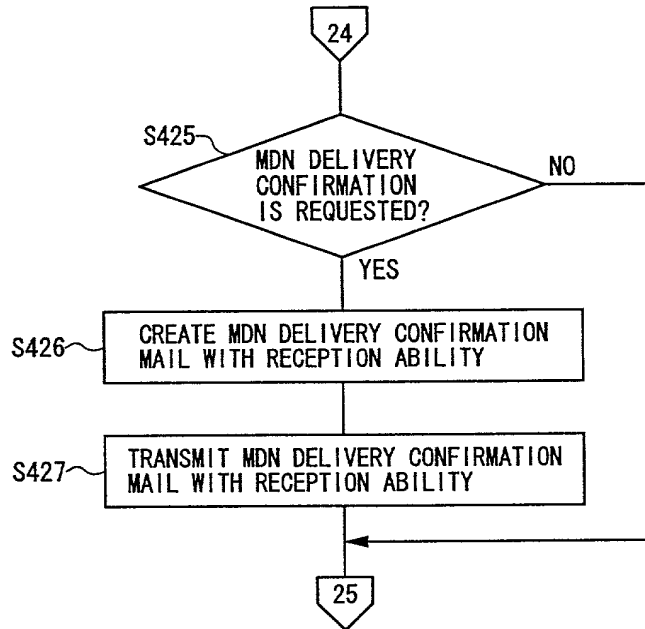 24
S425
MDN DELIVERY
CONFIRMATION
IS REQUESTED?
NO
YES
S426
CREATE MDN DELIVERY CONFIRMATION
MAIL WITH RECEPTION ABILITY
S427
TRANSMIT MDN DELIVERY CONFIRMATION
MAIL WITH RECEPTION ABILITY
25